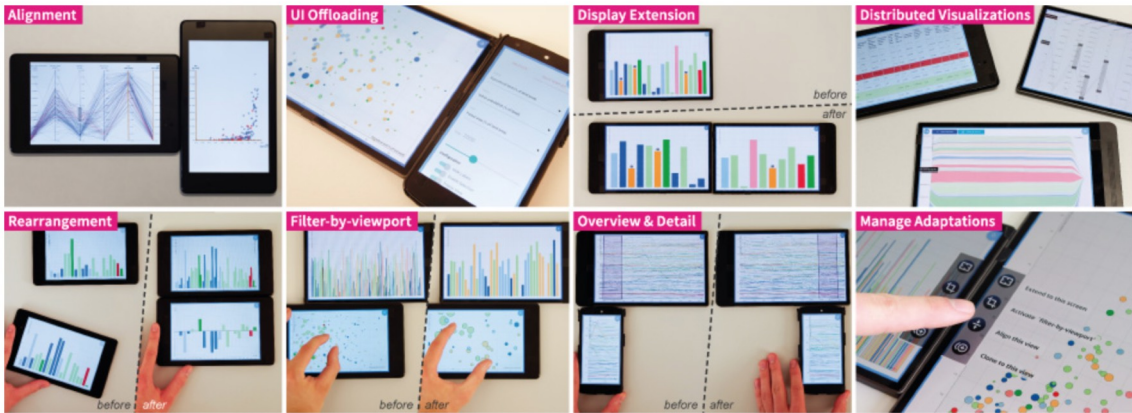 Alignment
UI Offloading
Display Extension
before
after
Distributed Visualizations
Rearrangement
before
after
Filter-by-viewport
before
after
Overview & Detail
before
after
Manage Adaptations
Extend to this screen
Activate 'Filter-by-viewport'
Align this view
Clone to this view